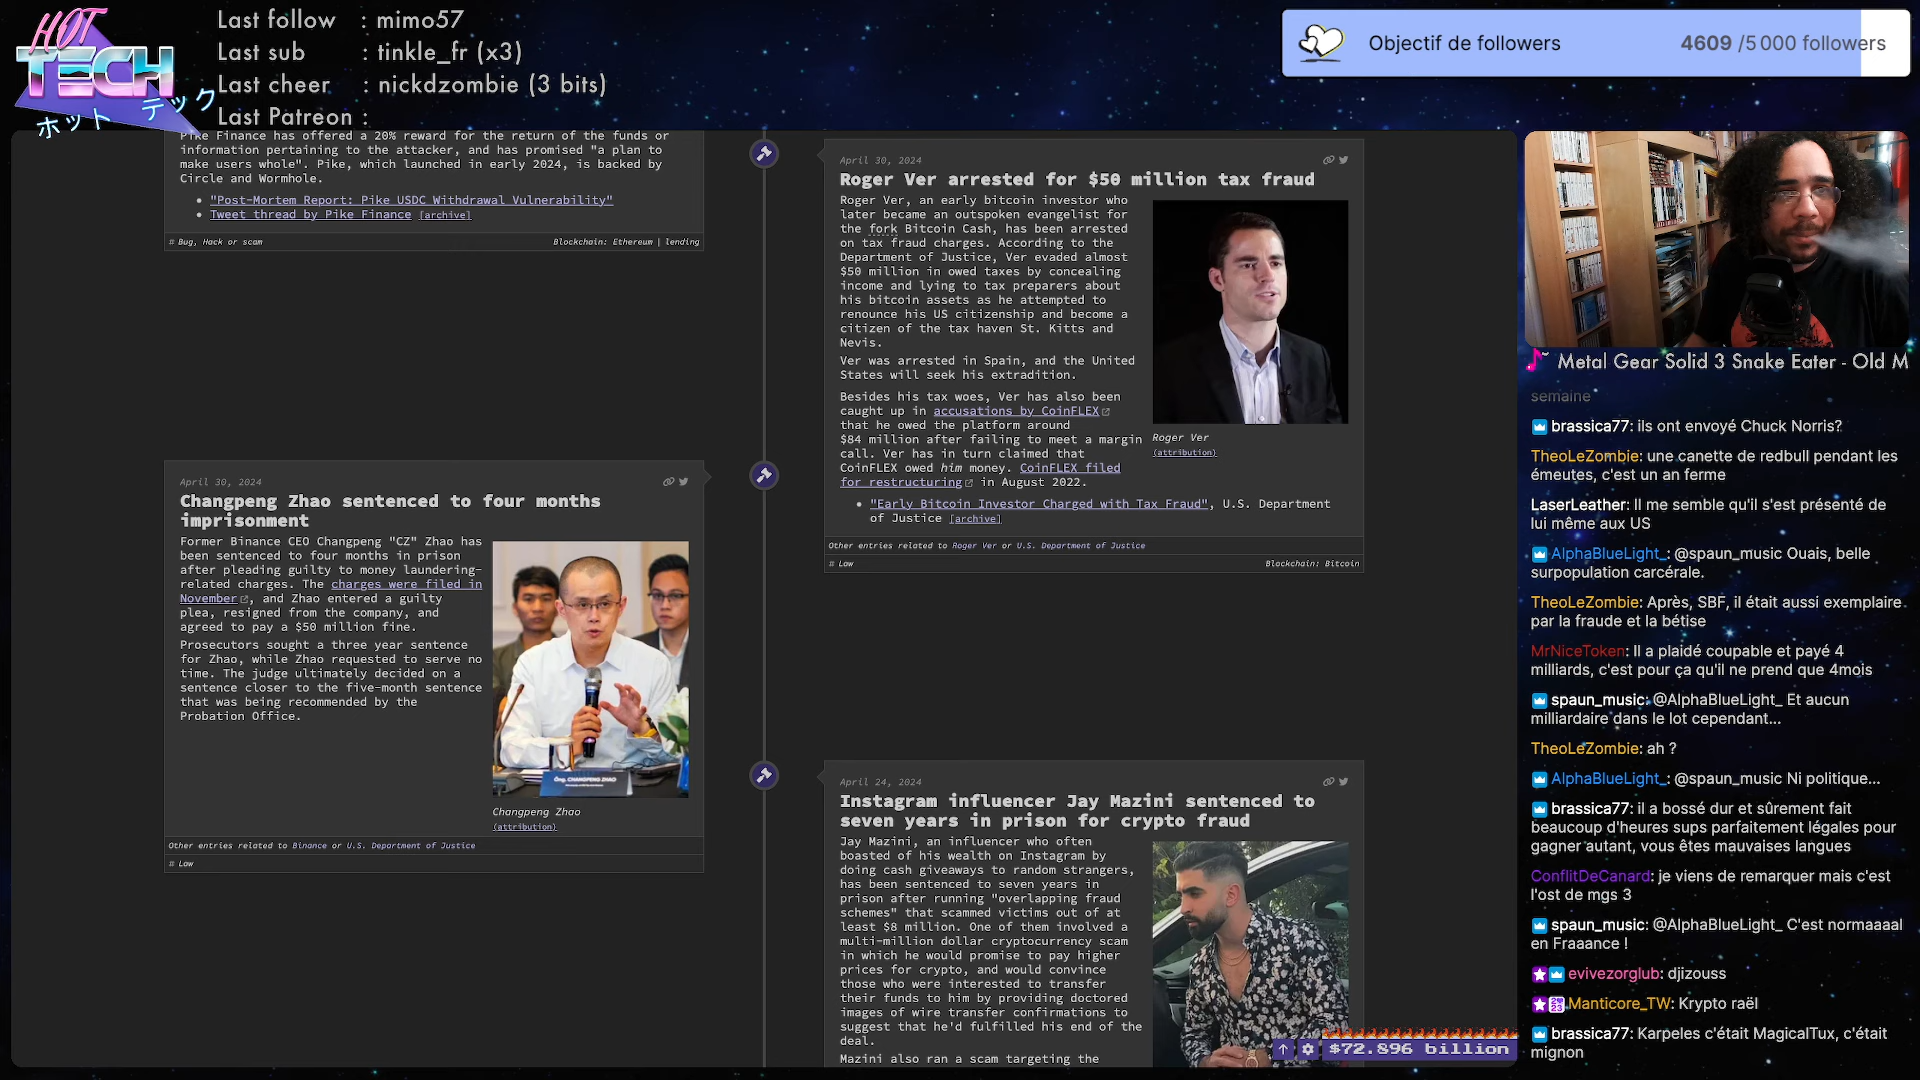 HOT
TECH
ホット テック
Last follow : mimo57
Last sub : tinkle_fr (x3)
Last cheer : nickdzombie (3 bits)
Last Patreon :
Objectif de followers 4609 /5 000 followers
Pike Finance has offered a 20% reward for the return of the funds or
information pertaining to the attacker, and has promised "a plan to
make users whole". Pike, which launched in early 2024, is backed by
Circle and Wormhole.
• "Post-Mortem Report: Pike USDC Withdrawal Vulnerability"
• Tweet thread by Pike Finance [archive]
# Bug, Hack or scam Blockchain: Ethereum | lending
April 30, 2024
Roger Ver arrested for $50 million tax fraud
Roger Ver, an early bitcoin investor who
later became an outspoken evangelist for
the fork Bitcoin Cash, has been arrested
on tax fraud charges. According to the
Department of Justice, Ver evaded almost
$50 million in owed taxes by concealing
income and lying to tax preparers about
his bitcoin assets as he attempted to
renounce his US citizenship and become a
citizen of the tax haven St. Kitts and
Nevis.
Ver was arrested in Spain, and the United
States will seek his extradition.
Besides his tax woes, Ver has also been
caught up in accusations by CoinFLEX
that he owed the platform around
$84 million after failing to meet a margin
call. Ver has in turn claimed that
CoinFLEX owed him money. CoinFLEX filed
for restructuring in August 2022.
Roger Ver
(attribution)
• "Early Bitcoin Investor Charged with Tax Fraud", U.S. Department
of Justice [archive]
Other entries related to Roger Ver or U.S. Department of Justice
# Law Blockchain: Bitcoin
April 30, 2024
Changpeng Zhao sentenced to four months
imprisonment
Former Binance CEO Changpeng "CZ" Zhao has
been sentenced to four months in prison
after pleading guilty to money laundering-
related charges. The charges were filed in
November, and Zhao entered a guilty
plea, resigned from the company, and
agreed to pay a $50 million fine.
Prosecutors sought a three year sentence
for Zhao, while Zhao requested to serve no
time. The judge ultimately decided on a
sentence closer to the five-month sentence
that was being recommended by the
Probation Office.
Ông. CHANGPENG ZHAO
Changpeng Zhao
(attribution)
Other entries related to Binance or U.S. Department of Justice
# Law
April 24, 2024
Instagram influencer Jay Mazini sentenced to
seven years in prison for crypto fraud
Jay Mazini, an influencer who often
boasted of his wealth on Instagram by
doing cash giveaways to random strangers,
has been sentenced to seven years in
prison after running "overlapping fraud
schemes" that scammed victims out of at
least $8 million. One of them involved a
multi-million dollar cryptocurrency scam
in which he would promise to pay higher
prices for crypto, and would convince
those who were interested to transfer
their funds to him by providing doctored
images of wire transfer confirmations to
suggest that he'd fulfilled his end of the
deal.
Mazini also ran a scam targeting the
$72.896 billion
Metal Gear Solid 3 Snake Eater - Old M
semaine
brassica77: ils ont envoyé Chuck Norris?
TheoLeZombie: une canette de redbull pendant les
émeutes, c'est un an ferme
LaserLeather: Il me semble qu'il s'est présenté de
lui même aux US
AlphaBlueLight_: @spaun_music Ouais, belle
surpopulation carcérale.
TheoLeZombie: Après, SBF, il était aussi exemplaire
par la fraude et la bétise
MrNiceToken: Il a plaidé coupable et payé 4
milliards, c'est pour ça qu'il ne prend que 4mois
spaun_music: @AlphaBlueLight_ Et aucun
milliardaire dans le lot cependant...
TheoLeZombie: ah ?
AlphaBlueLight_: @spaun_music Ni politique...
brassica77: il a bossé dur et sûrement fait
beaucoup d'heures sups parfaitement légales pour
gagner autant, vous êtes mauvaises langues
ConflitDeCanard: je viens de remarquer mais c'est
l'ost de mgs 3
spaun_music: @AlphaBlueLight_ C'est normaaaal
en Fraaance !
evivezorglub: djizouss
Manticore_TW: Krypto raël
brassica77: Karpeles c'était MagicalTux, c'était
mignon